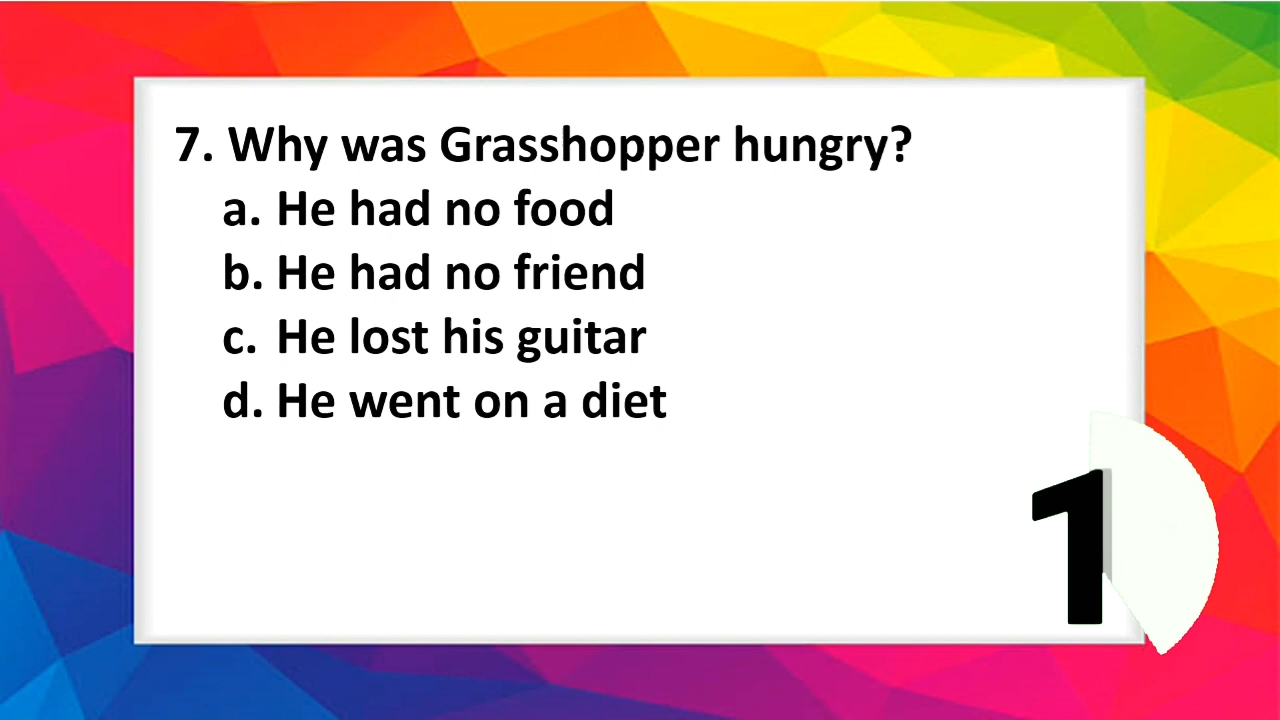 7. Why was Grasshopper hungry?
a. He had no food
b. He had no friend
c. He lost his guitar
d. He went on a diet
1